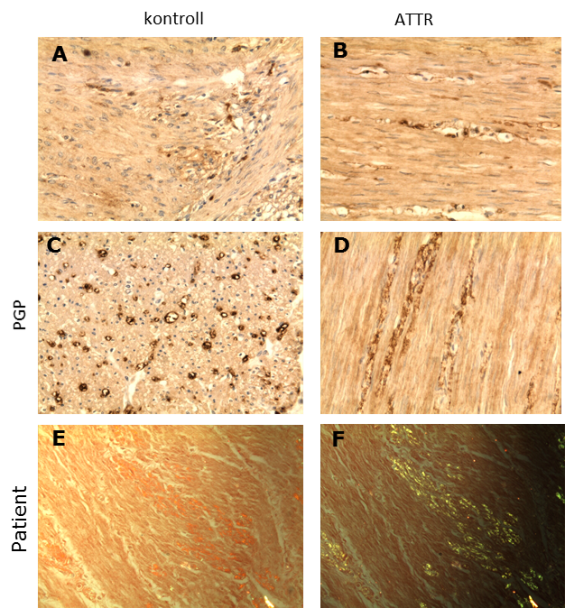 kontroll ATTR
A B
C D
PGP
E F
Patient